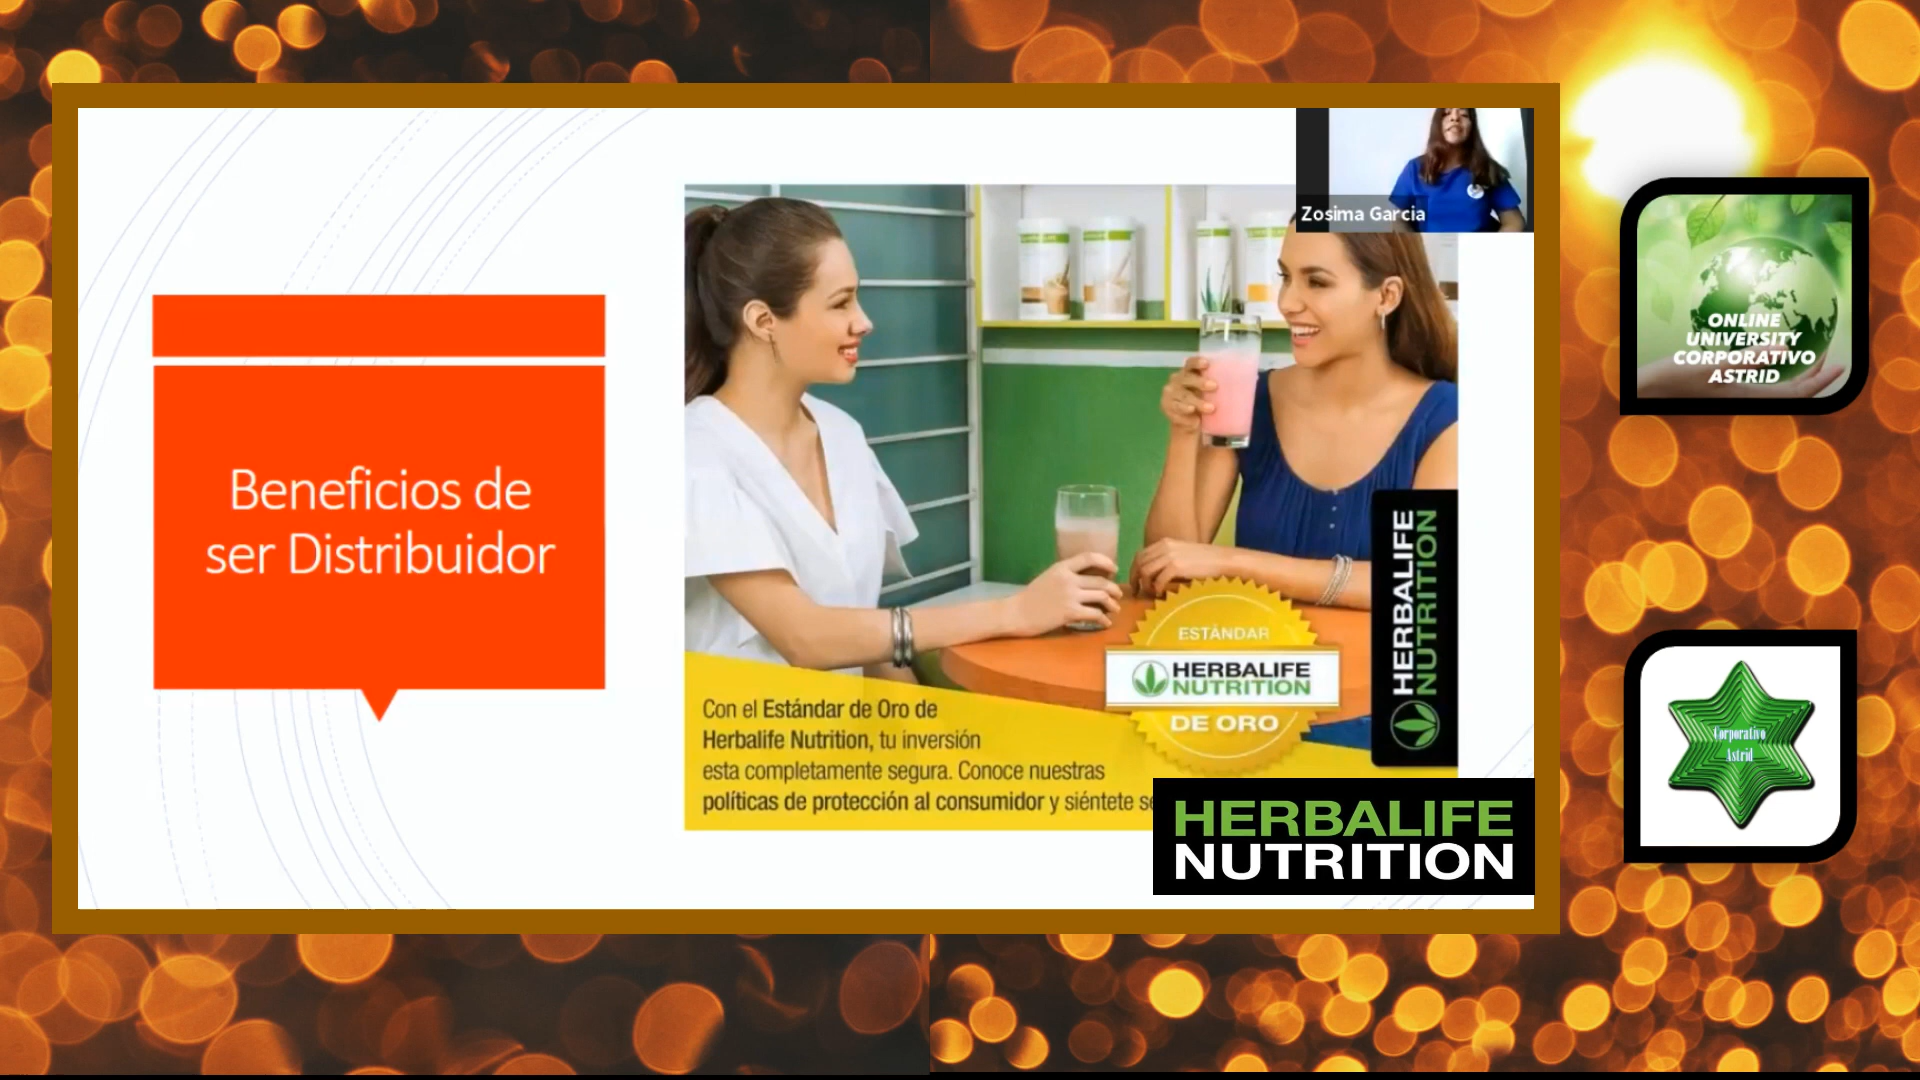 Zosima Garcia
Beneficios de
ser Distribuidor
ESTÁNDAR
HERBALIFE
NUTRITION
DE ORO
HERBALIFE
NUTRITION
Con el Estándar de Oro de
Herbalife Nutrition, tu inversión
esta completamente segura. Conoce nuestras
políticas de protección al consumidor y siéntete
HERBALIFE
NUTRITION
ONLINE
UNIVERSITY
CORPORATIVO
ASTRID
Corporativo
Astrid